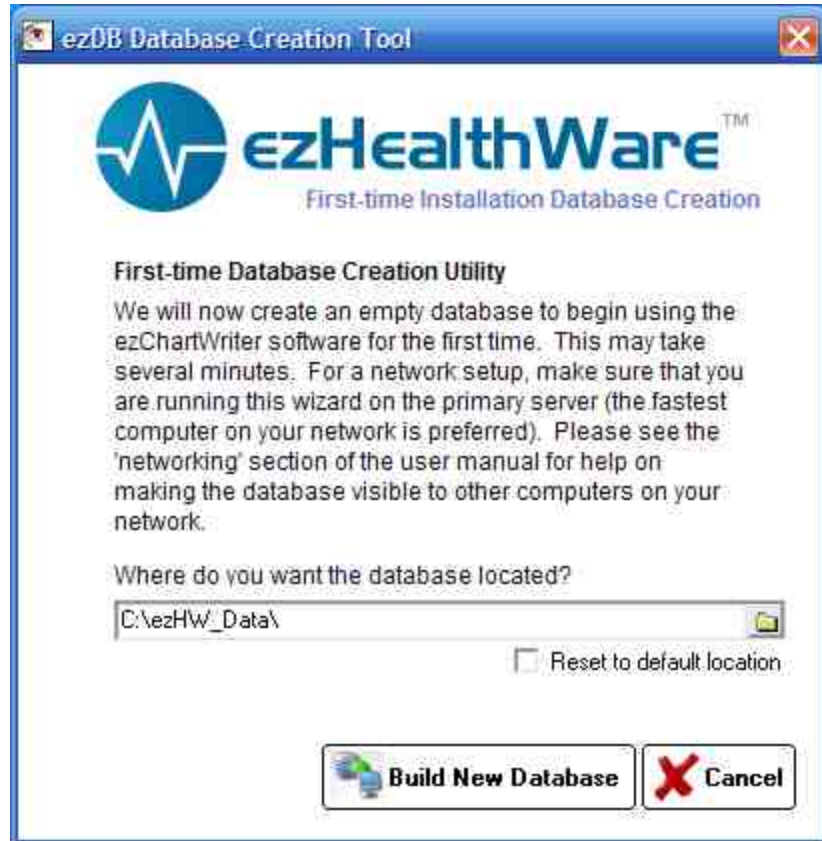 ezDB Database Creation Tool
ezHealthWare™
First-time Installation Database Creation
First-time Database Creation Utility
We will now create an empty database to begin using the
ezChartWriter software for the first time.  This may take
several minutes.  For a network setup, make sure that you
are running this wizard on the primary server (the fastest
computer on your network is preferred).  Please see the
'networking' section of the user manual for help on
making the database visible to other computers on your
network.
Where do you want the database located?
C:\ezHW_Data\
Reset to default location
Build New Database
Cancel